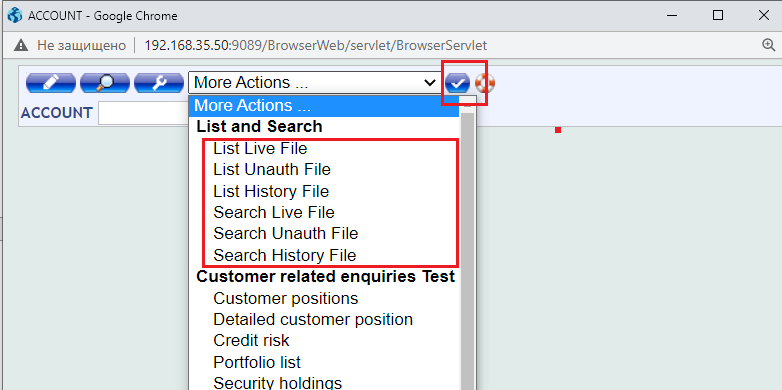 ACCOUNT - Google Chrome
Не защищено 192.168.35.50:9089/BrowserWeb/servlet/BrowserServlet
More Actions ...
ACCOUNT
More Actions ...
List and Search
List Live File
List Unauth File
List History File
Search Live File
Search Unauth File
Search History File
Customer related enquiries Test
Customer positions
Detailed customer position
Credit risk
Portfolio list
Security holdings